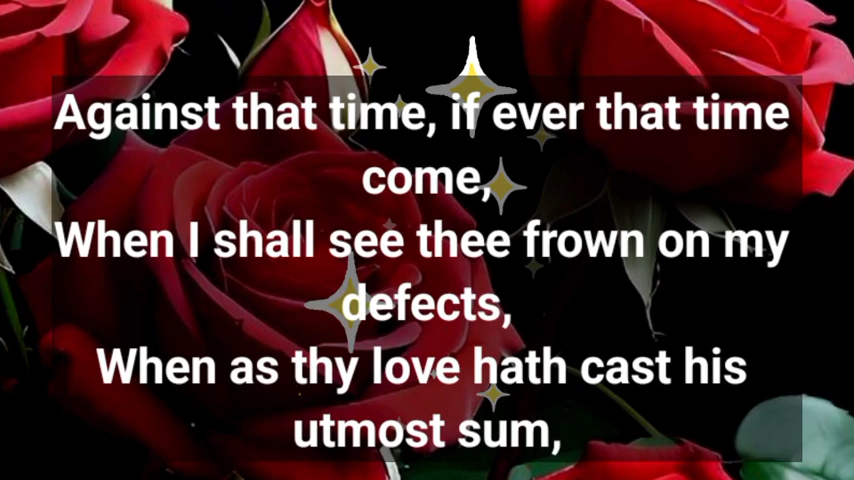 Against that time, if ever that time
come,
When I shall see thee frown on my
defects,
When as thy love hath cast his
utmost sum,